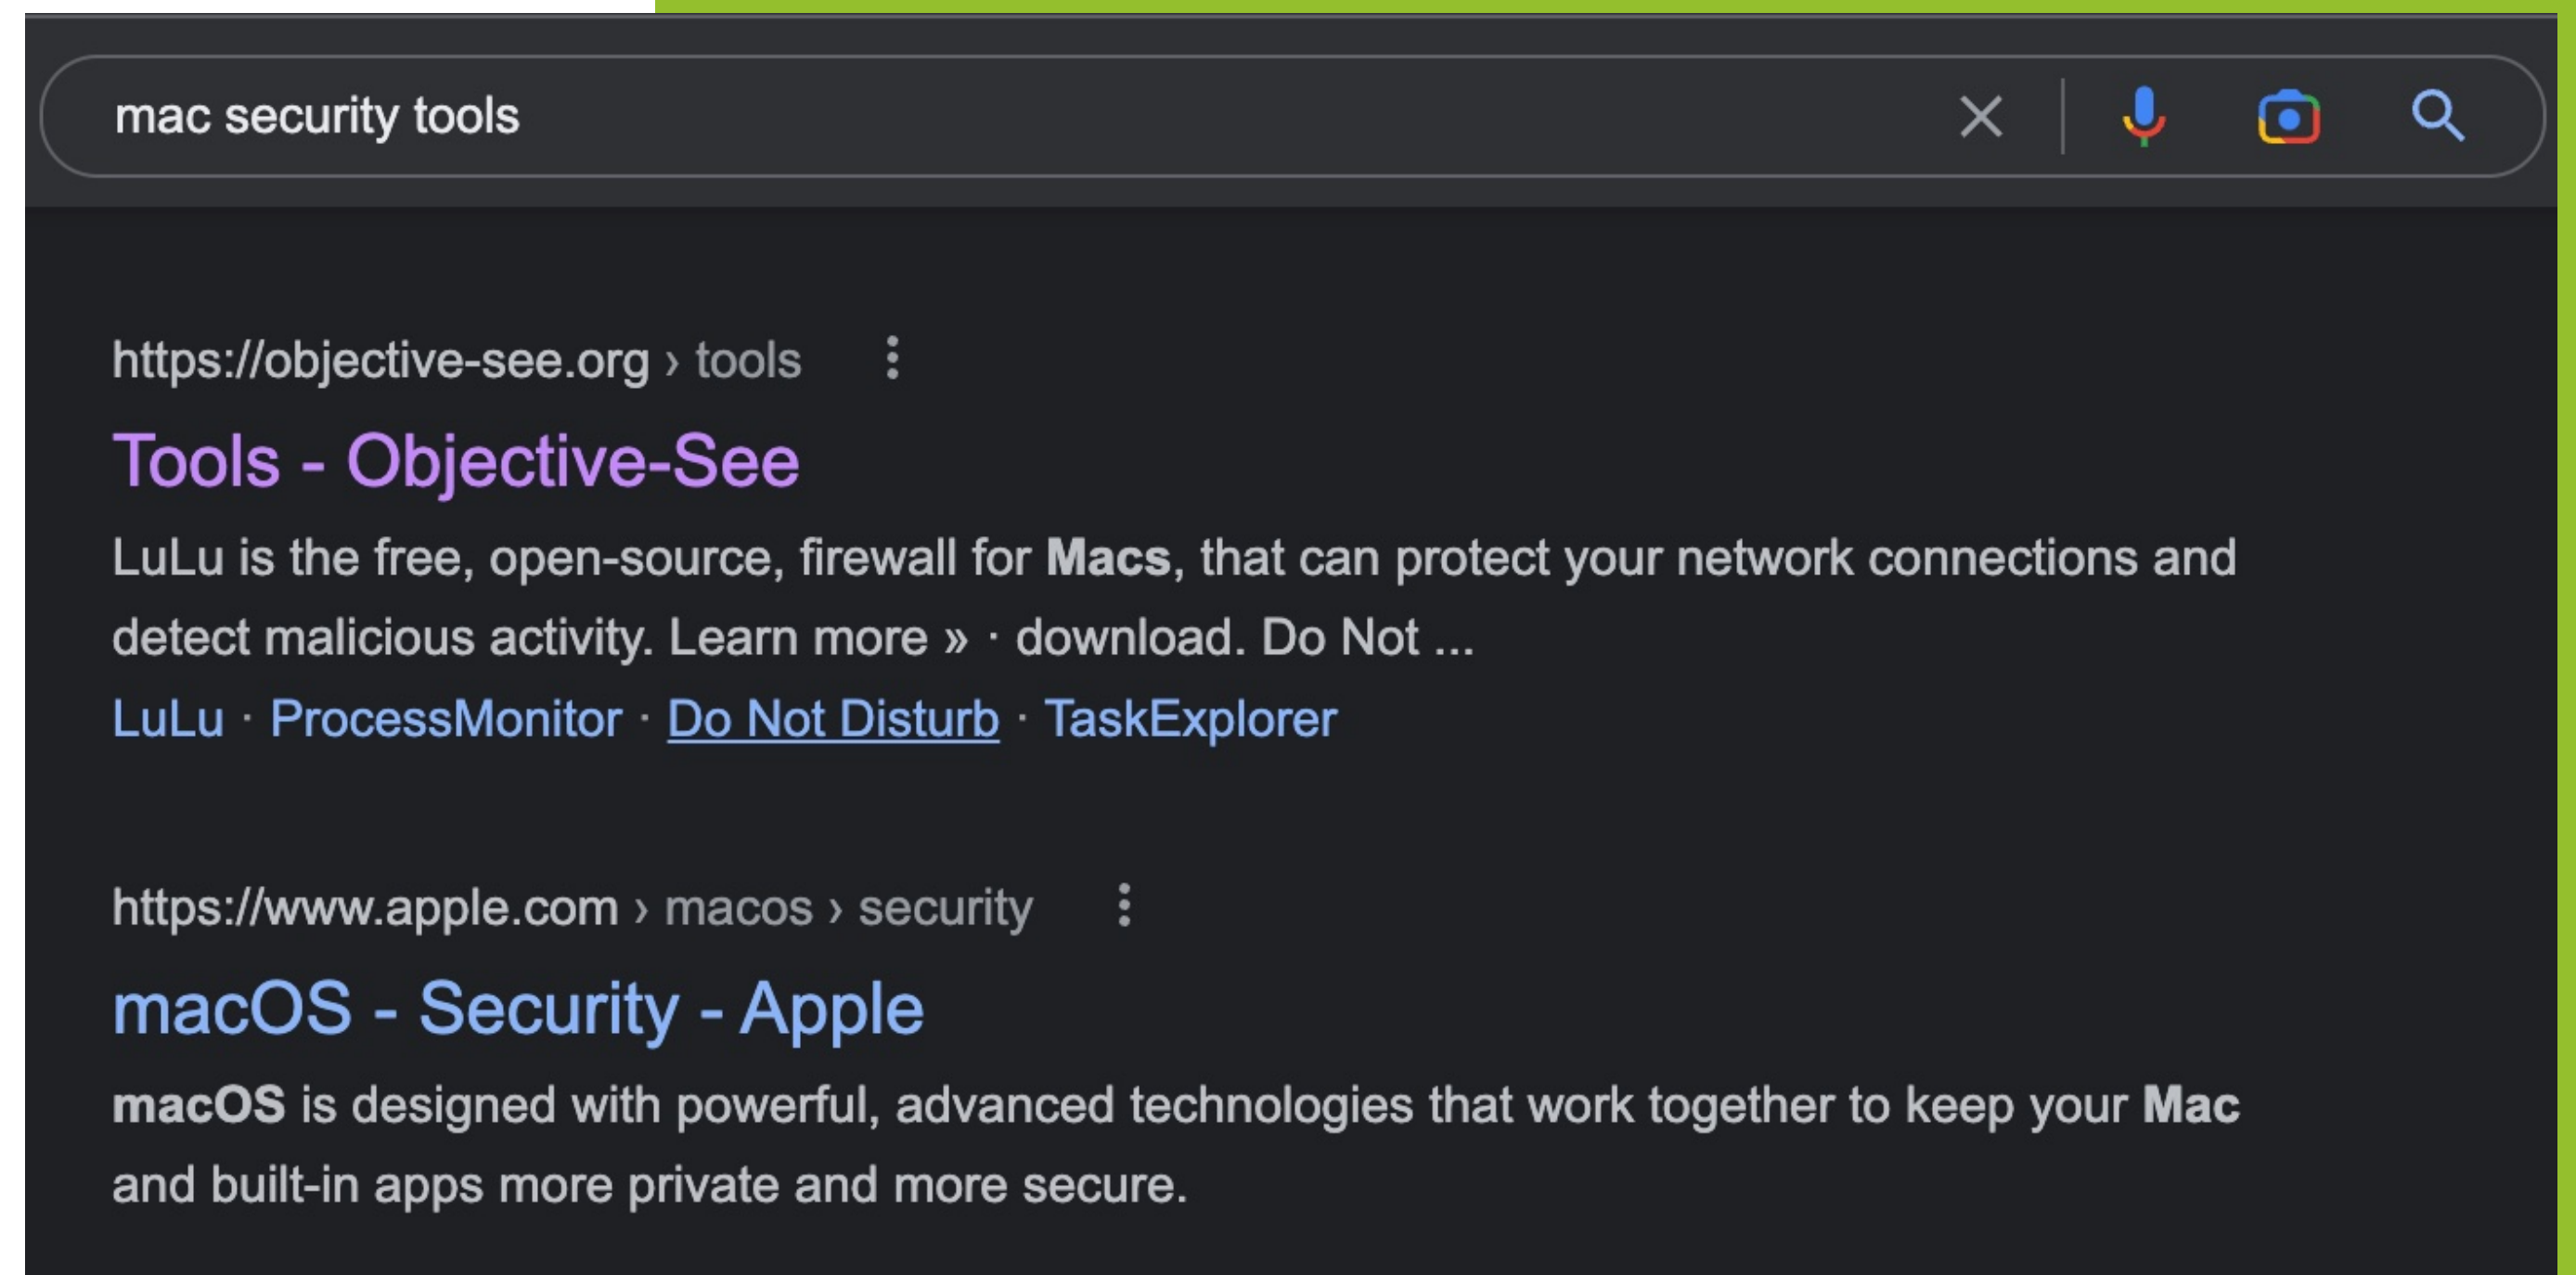 mac security tools
https://objective-see.org › tools
Tools - Objective-See
LuLu is the free, open-source, firewall for Macs, that can protect your network connections and
detect malicious activity. Learn more » · download. Do Not ...
LuLu · ProcessMonitor · Do Not Disturb · TaskExplorer
https://www.apple.com › macos › security
macOS - Security - Apple
macOS is designed with powerful, advanced technologies that work together to keep your Mac
and built-in apps more private and more secure.